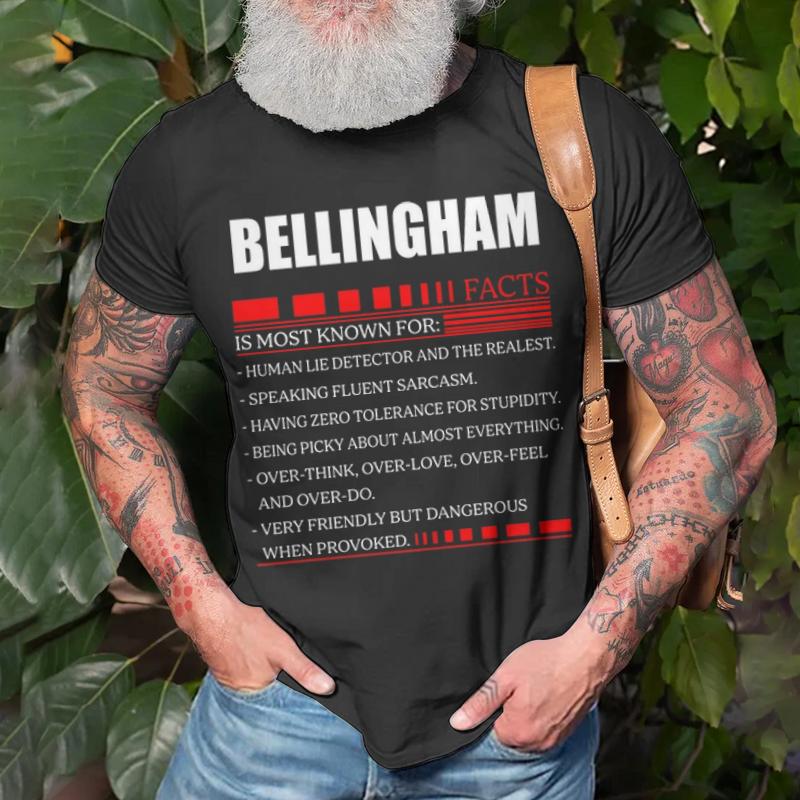 BELLINGHAM
FACTS
IS MOST KNOWN FOR:
- HUMAN LIE DETECTOR AND THE REALEST.
- SPEAKING FLUENT SARCASM.
- HAVING ZERO TOLERANCE FOR STUPIDITY.
- BEING PICKY ABOUT ALMOST EVERYTHING.
- OVER-THINK, OVER-LOVE, OVER-FEEL
AND OVER-DO.
- VERY FRIENDLY BUT DANGEROUS
WHEN PROVOKED.
Estuardo